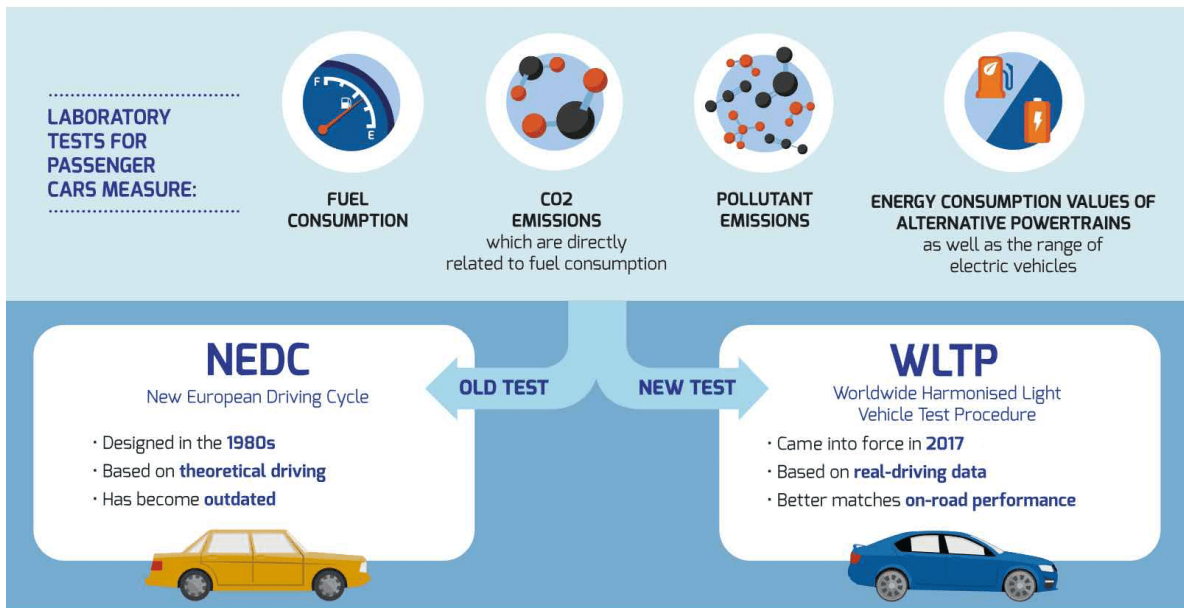 LABORATORY
TESTS FOR
PASSENGER
CARS MEASURE:
F
E
FUEL
CONSUMPTION
CO2
EMISSIONS
which are directly
related to fuel consumption
POLLUTANT
EMISSIONS
ENERGY CONSUMPTION VALUES OF
ALTERNATIVE POWERTRAINS
as well as the range of
electric vehicles
NEDC
New European Driving Cycle
· Designed in the 1980s
· Based on theoretical driving
· Has become outdated
OLD TEST
NEW TEST
WLTP
Worldwide Harmonised Light
Vehicle Test Procedure
· Came into force in 2017
· Based on real-driving data
· Better matches on-road performance